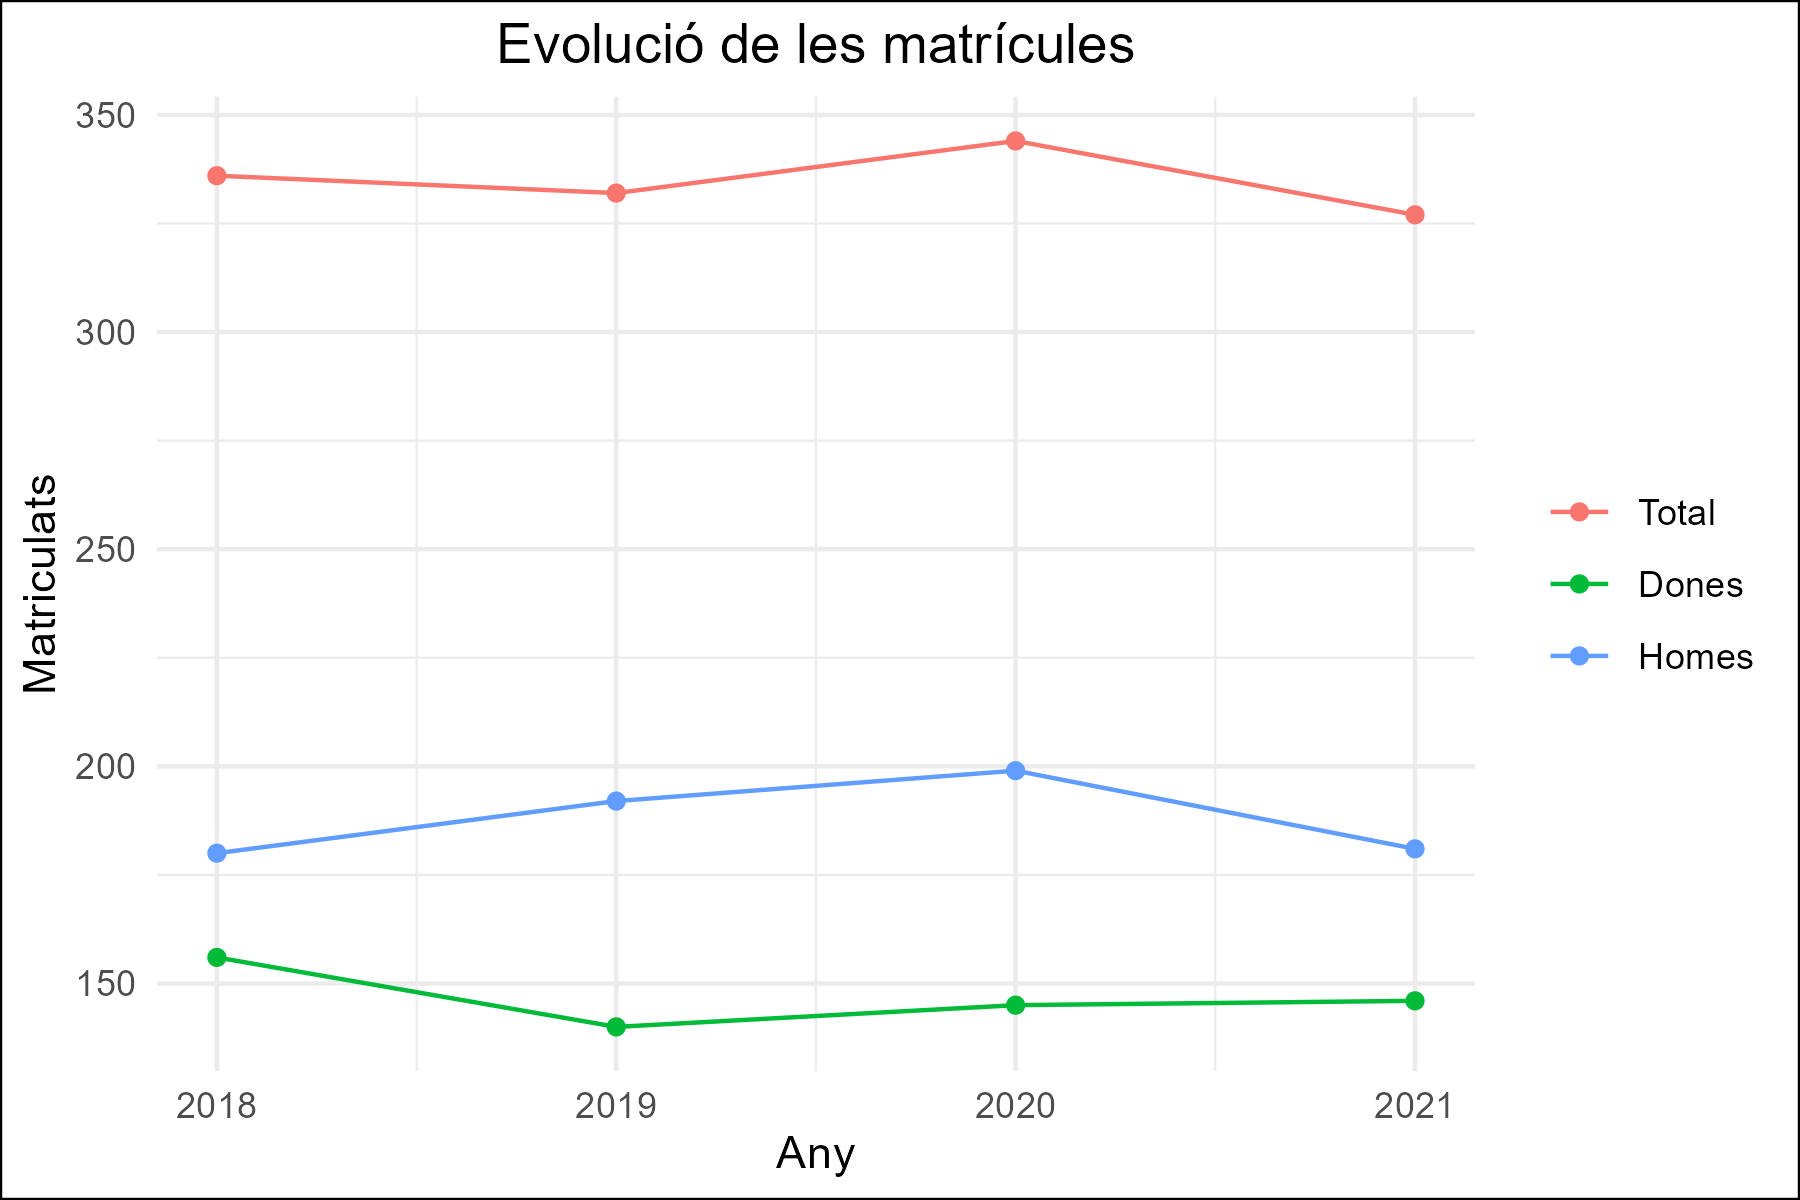 Evolució de les matrícules
350
300
250
200
150
Matriculats
2018
2019
2020
2021
Any
Total
Dones
Homes